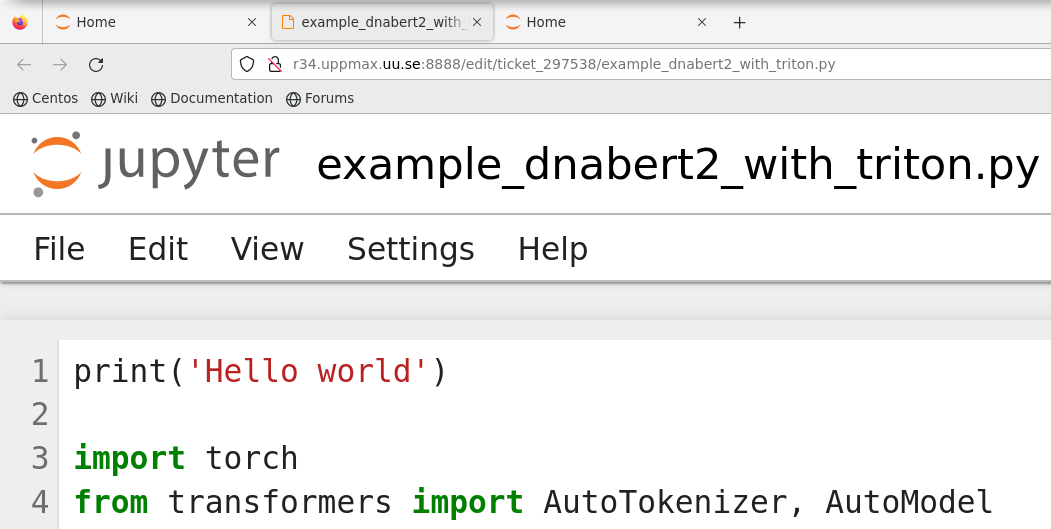 Home example_dnabert2_with_ Home
r34.uppmax.uu.se:8888/edit/ticket_297538/example_dnabert2_with_triton.py
Centos Wiki Documentation Forums
jupyter example_dnabert2_with_triton.py
File Edit View Settings Help
1 print('Hello world')
2
3 import torch
4 from transformers import AutoTokenizer, AutoModel